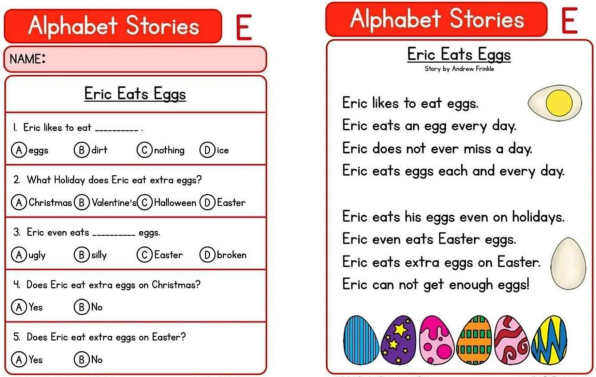 Alphabet Stories E
NAME:
Eric Eats Eggs
1. Eric likes to eat __________ .
A eggs B dirt C nothing D ice
2. What Holiday does Eric eat extra eggs?
A Christmas B Valentine's C Halloween D Easter
3. Eric even eats __________ eggs.
A ugly B silly C Easter D broken
4. Does Eric eat extra eggs on Christmas?
A Yes B No
5. Does Eric eat extra eggs on Easter?
A Yes B No
Alphabet Stories E
Eric Eats Eggs
Story by Andrew Frinkle
Eric likes to eat eggs.
Eric eats an egg every day.
Eric does not ever miss a day.
Eric eats eggs each and every day.
Eric eats his eggs even on holidays.
Eric even eats Easter eggs.
Eric eats extra eggs on Easter.
Eric can not get enough eggs!